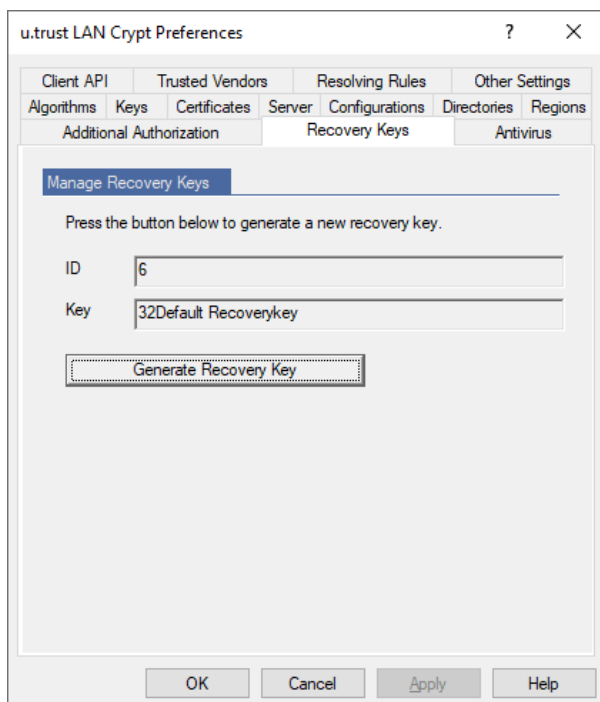 u.trust LAN Crypt Preferences ? ×
Client API Trusted Vendors Resolving Rules Other Settings
Algorithms Keys Certificates Server Configurations Directories Regions
Additional Authorization Recovery Keys Antivirus
Manage Recovery Keys
Press the button below to generate a new recovery key.
ID 6
Key 32Default Recoverykey
Generate Recovery Key
OK Cancel Apply Help